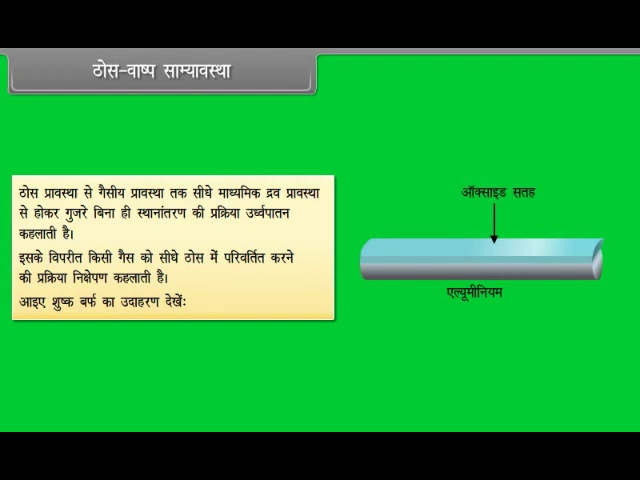 ठोस-वाष्प साम्यावस्था
ठोस प्रावस्था से गैसीय प्रावस्था तक सीधे माध्यमिक द्रव प्रावस्था
से होकर गुजरे बिना ही स्थानांतरण की प्रक्रिया उर्ध्वपातन
कहलाती है।
इसके विपरीत किसी गैस को सीधे ठोस में परिवर्तित करने
की प्रक्रिया निक्षेपण कहलाती है।
आइए शुष्क बर्फ का उदाहरण देखें:
ऑक्साइड सतह
एल्यूमीनियम